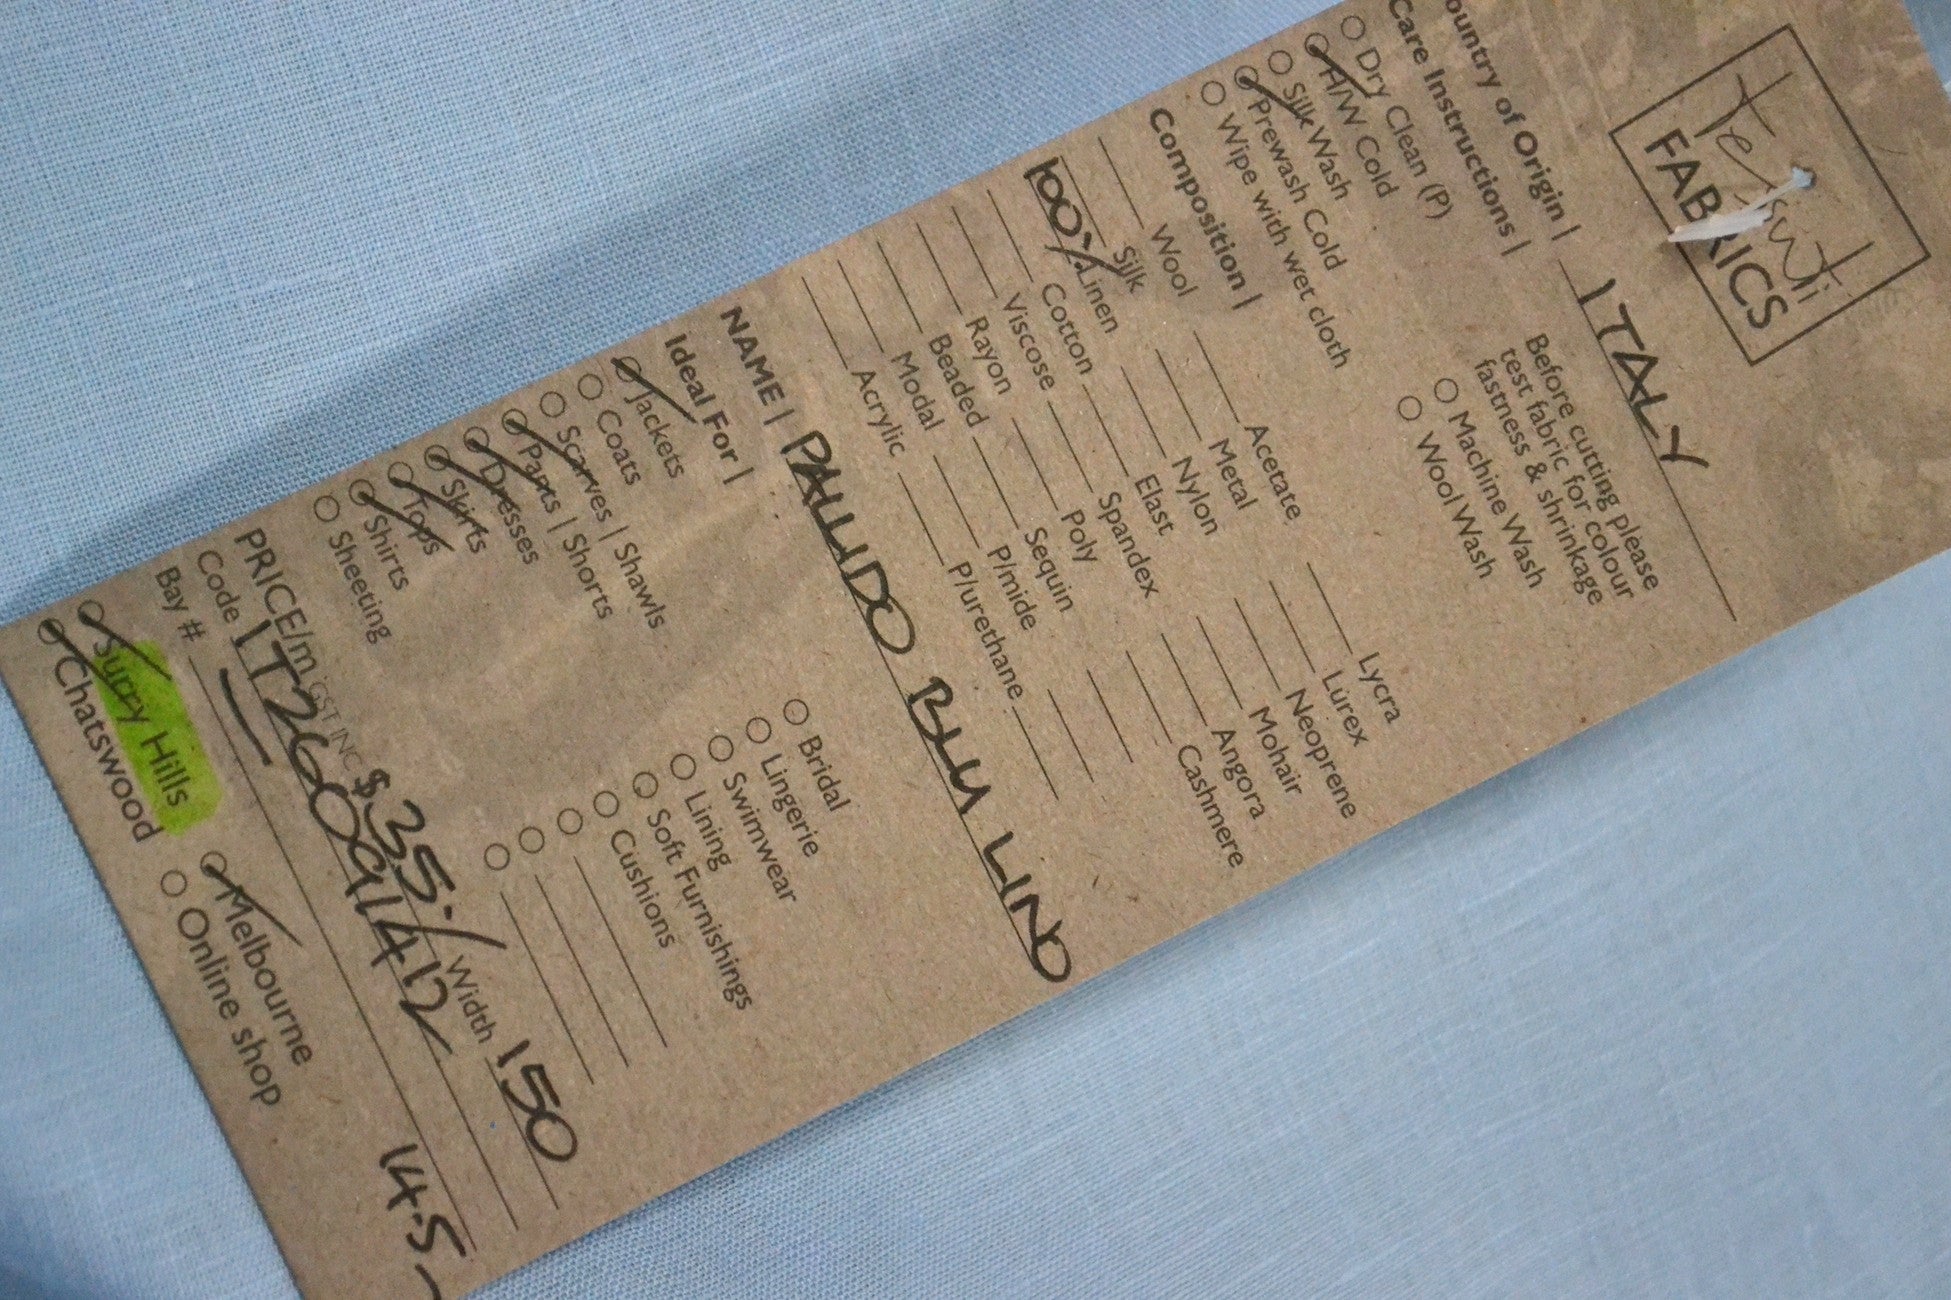 Tessuti
FABRICS
ountry of Origin | ITALY
Care Instructions |
Before cutting please
test fabric for colour
fastness & shrinkage
Dry Clean (P)
H/W Cold
Silk Wash
Prewash Cold
Wipe with wet cloth
Machine Wash
Wool Wash
Composition |
Wool Acetate Lycra
Silk Metal Lurex
100% Linen Nylon Neoprene
Cotton Elast Mohair
Viscose Spandex Angora
Rayon Poly Cashmere
Beaded Sequin
Modal P/mide
Acrylic P/urethane
NAME | PALLIDO BLU LINO
Ideal For |
Jackets Bridal
Coats Lingerie
Scarves | Shawls Swimwear
Pants | Shorts Lining
Dresses Soft Furnishings
Skirts Cushions
Tops
Shirts
Sheeting
PRICE/m GST INC $35.- Width 150
Code IT26091412
Bay # — 14.5
Surry Hills Melbourne
Chatswood Online shop